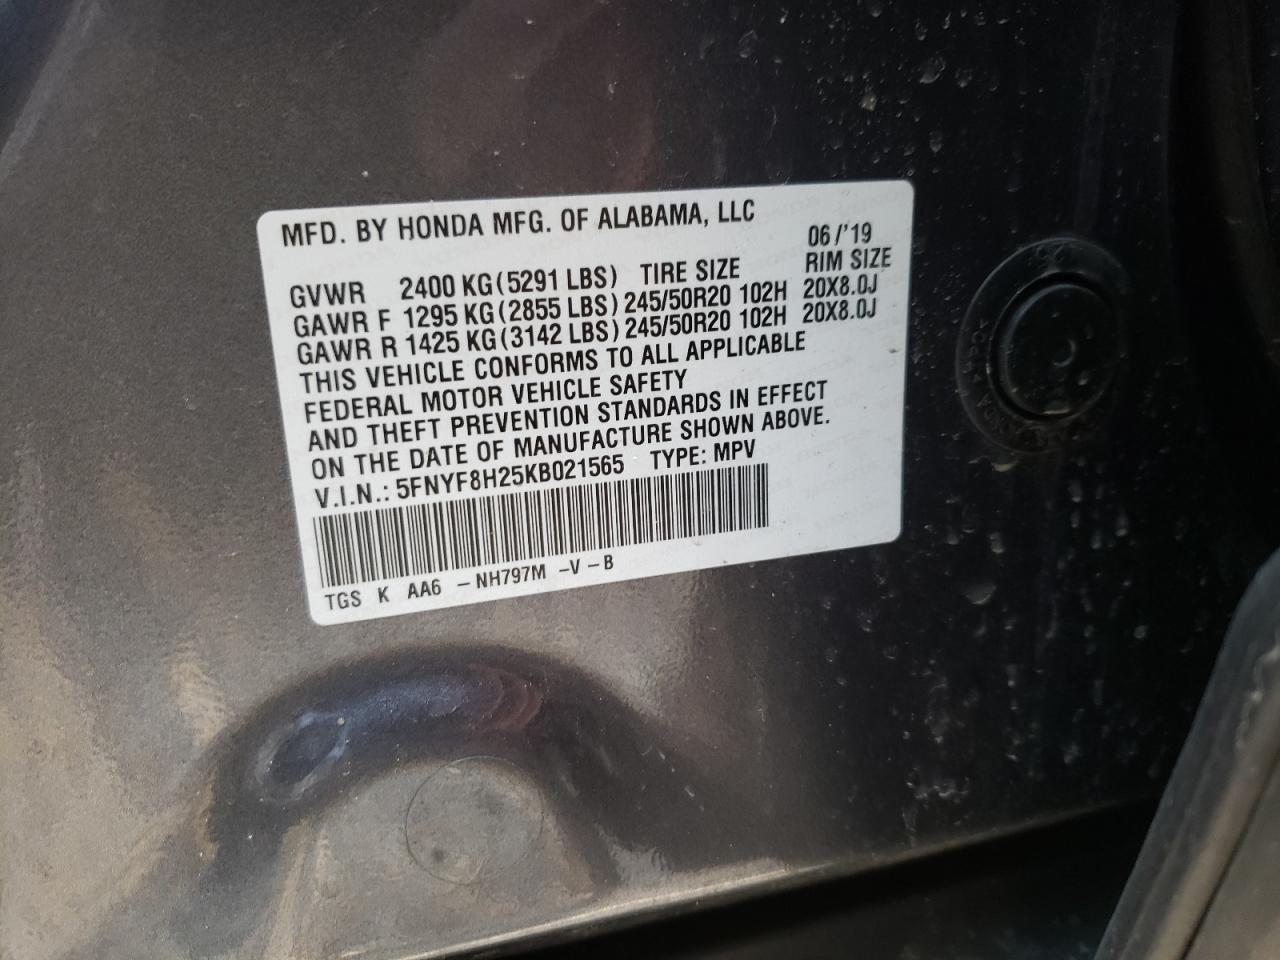 MFD. BY HONDA MFG. OF ALABAMA, LLC
06/'19
GVWR 2400 KG(5291 LBS) TIRE SIZE RIM SIZE
GAWR F 1295 KG(2855 LBS) 245/50R20 102H 20X8.0J
GAWR R 1425 KG(3142 LBS) 245/50R20 102H 20X8.0J
THIS VEHICLE CONFORMS TO ALL APPLICABLE
FEDERAL MOTOR VEHICLE SAFETY
AND THEFT PREVENTION STANDARDS IN EFFECT
ON THE DATE OF MANUFACTURE SHOWN ABOVE.
V.I.N.: 5FNYF8H25KB021565 TYPE: MPV
TGS K AA6 -NH797M -V-B